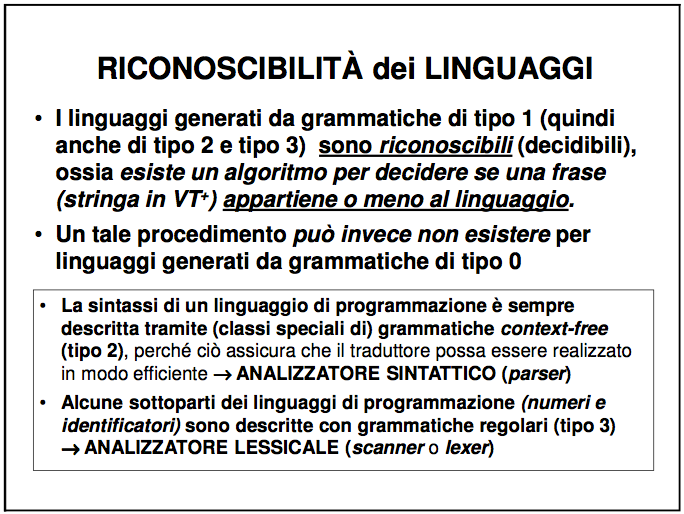 RICONOSCIBILITÀ dei LINGUAGGI
• I linguaggi generati da grammatiche di tipo 1 (quindi
anche di tipo 2 e tipo 3) sono riconoscibili (decidibili),
ossia esiste un algoritmo per decidere se una frase
(stringa in VT+) appartiene o meno al linguaggio.
• Un tale procedimento può invece non esistere per
linguaggi generati da grammatiche di tipo 0
• La sintassi di un linguaggio di programmazione è sempre
descritta tramite (classi speciali di) grammatiche context-free
(tipo 2), perché ciò assicura che il traduttore possa essere realizzato
in modo efficiente → ANALIZZATORE SINTATTICO (parser)
• Alcune sottoparti dei linguaggi di programmazione (numeri e
identificatori) sono descritte con grammatiche regolari (tipo 3)
→ ANALIZZATORE LESSICALE (scanner o lexer)